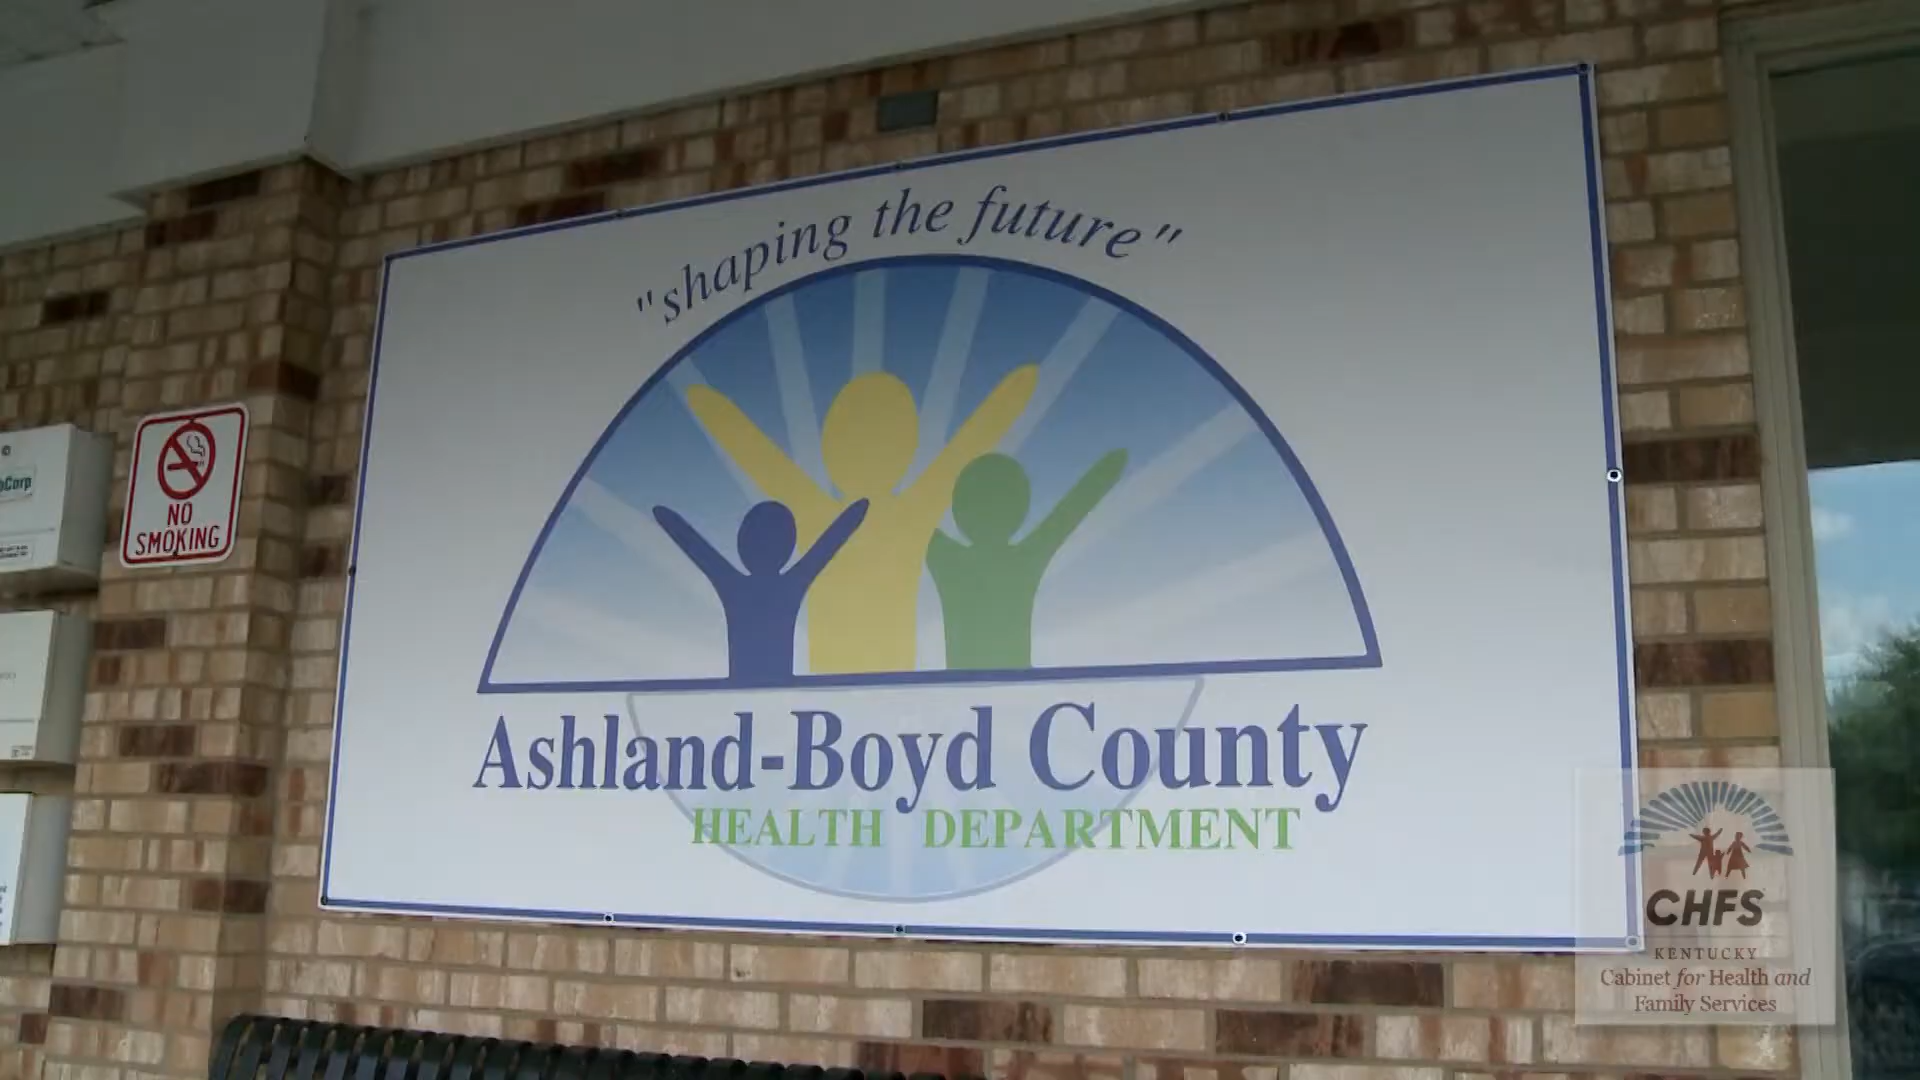 "shaping the future"
Ashland-Boyd County
HEALTH DEPARTMENT
NO
SMOKING
CHFS
KENTUCKY
Cabinet for Health and
Family Services